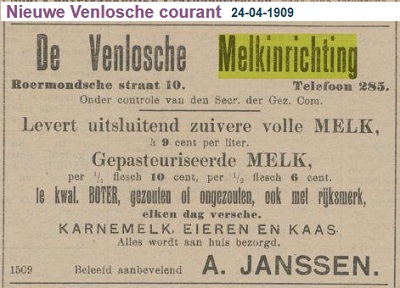 Nieuwe Venlosche courant 24-04-1909
De Venlosche Melkinrichting
Roermondsche straat 10. Telefoon 285.
Onder controle van den Secr. der Gez. Com.
Levert uitsluitend zuivere volle MELK,
à 9 cent per liter.
Gepasteuriseerde MELK,
per 1/1 flesch 10 cent, per 1/2 flesch 6 cent.
1e kwal. BOTER, gezouten of ongezouten, ook met rijksmerk,
elken dag versche.
KARNEMELK, EIEREN EN KAAS
Alles wordt aan huis bezorgd.
1509 Beleefd aanbevelend A. JANSSEN.